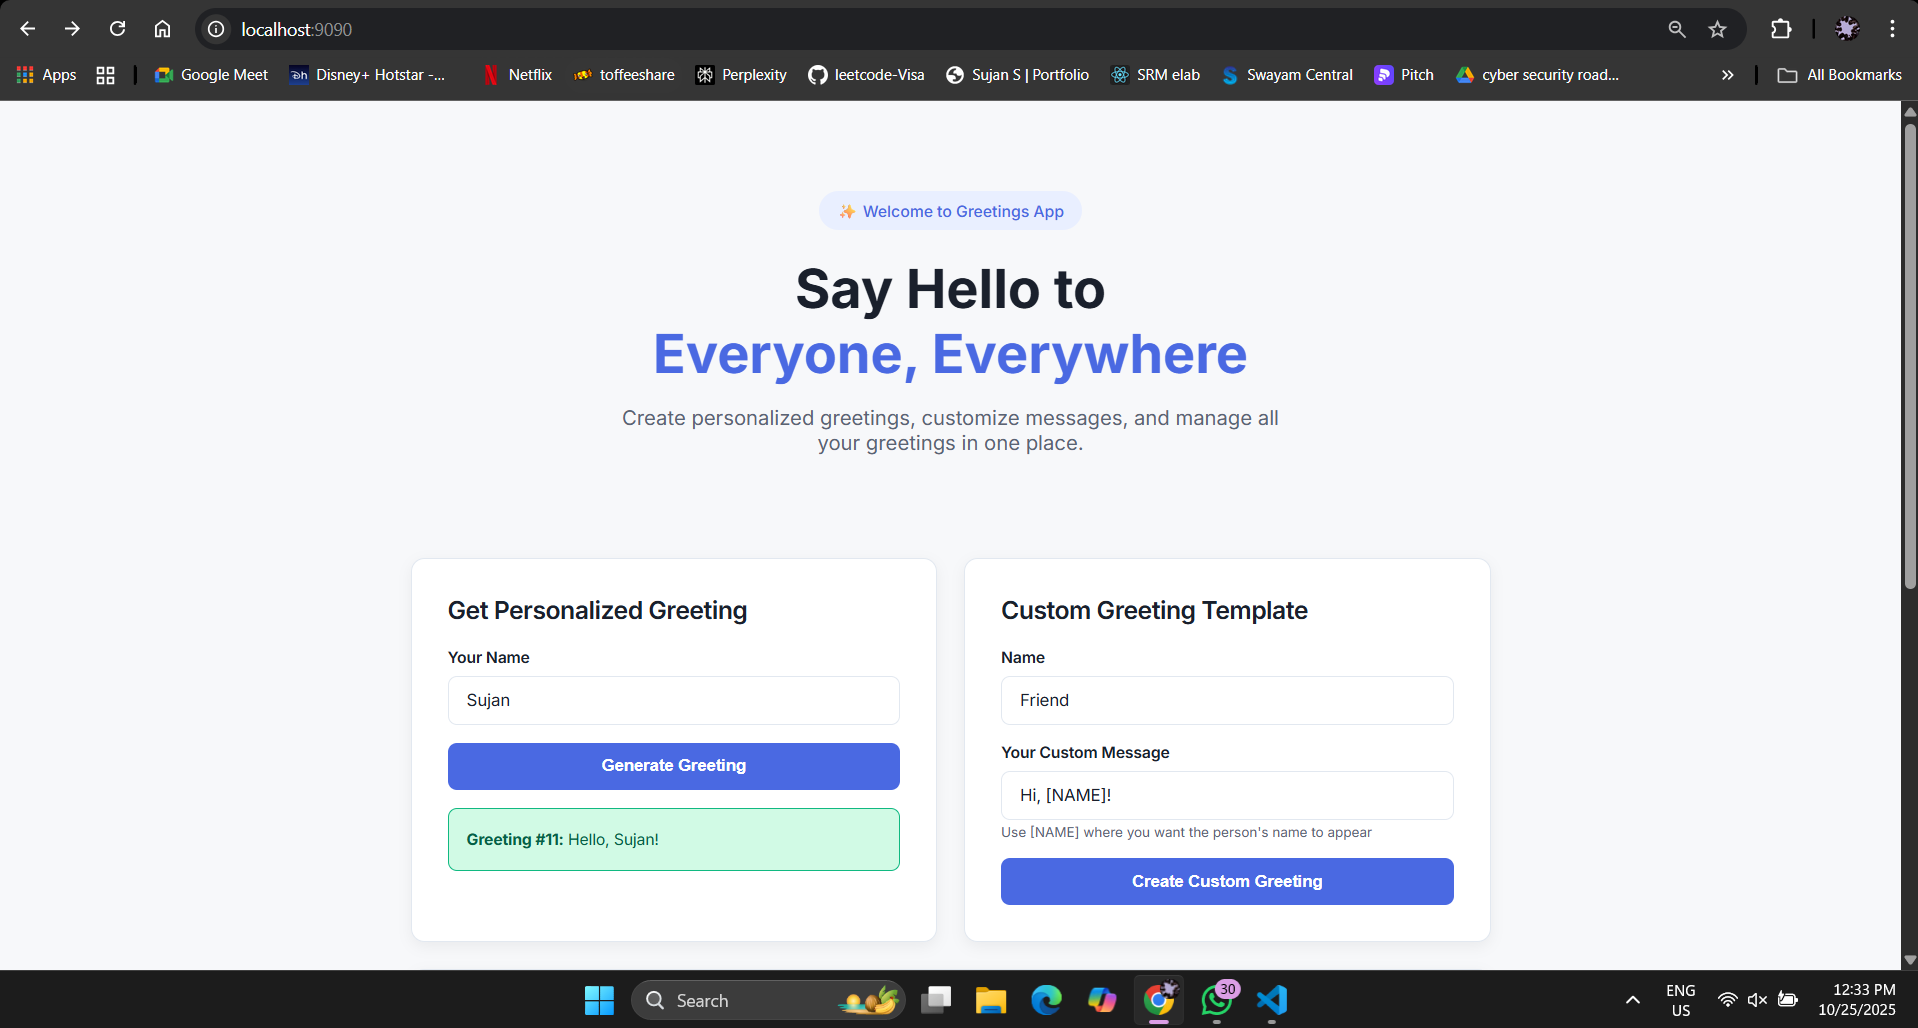 localhost:9090
Apps
Google Meet
Disney+ Hotstar -...
Netflix
toffeeshare
Perplexity
leetcode-Visa
Sujan S | Portfolio
SRM elab
Swayam Central
Pitch
cyber security road...
All Bookmarks
✨ Welcome to Greetings App
Say Hello to
Everyone, Everywhere
Create personalized greetings, customize messages, and manage all
your greetings in one place.
Get Personalized Greeting
Your Name
Sujan
Generate Greeting
Greeting #11: Hello, Sujan!
Custom Greeting Template
Name
Friend
Your Custom Message
Hi, [NAME]!
Use [NAME] where you want the person's name to appear
Create Custom Greeting
Search
30
ENG
US
12:33 PM
10/25/2025